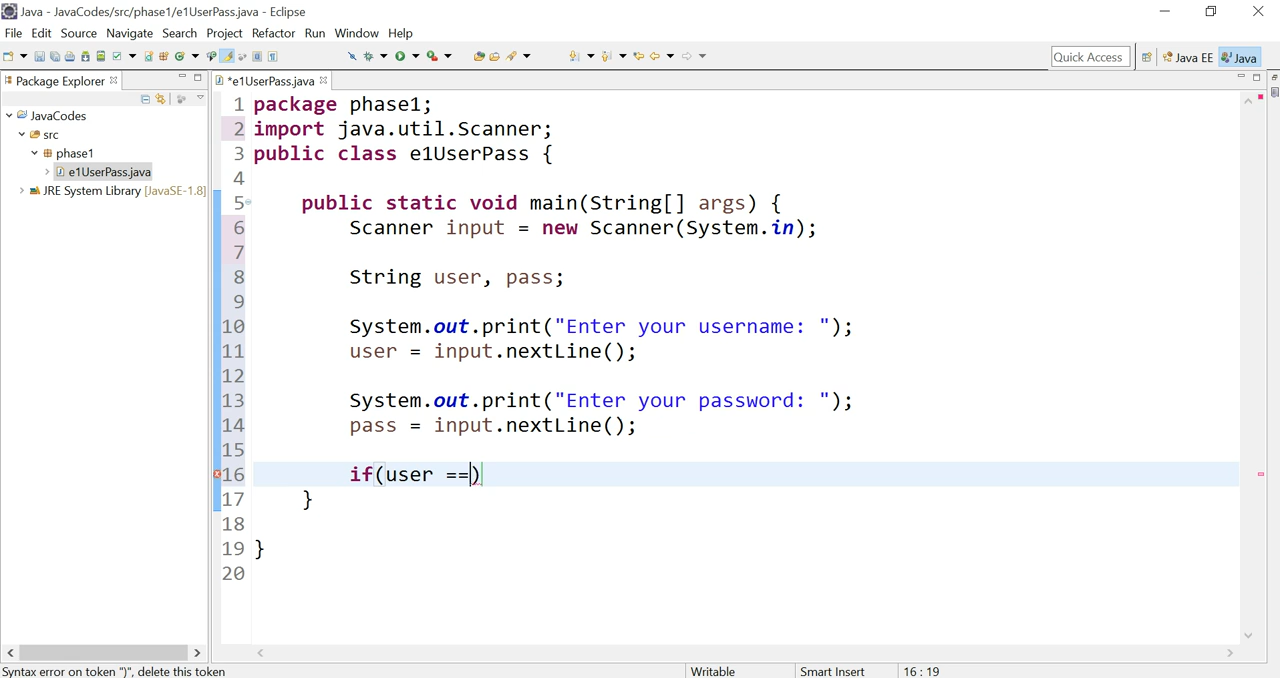 Java - JavaCodes/src/phase1/e1UserPass.java - Eclipse
File Edit Source Navigate Search Project Refactor Run Window Help
Quick Access Java EE Java
Package Explorer
*e1UserPass.java
JavaCodes
src
phase1
e1UserPass.java
JRE System Library [JavaSE-1.8]
1 package phase1;
2 import java.util.Scanner;
3 public class e1UserPass {
4
5 public static void main(String[] args) {
6 Scanner input = new Scanner(System.in);
7
8 String user, pass;
9
10 System.out.print("Enter your username: ");
11 user = input.nextLine();
12
13 System.out.print("Enter your password: ");
14 pass = input.nextLine();
15
16 if(user ==)
17 }
18
19 }
20
Syntax error on token ")", delete this token Writable Smart Insert 16 : 19